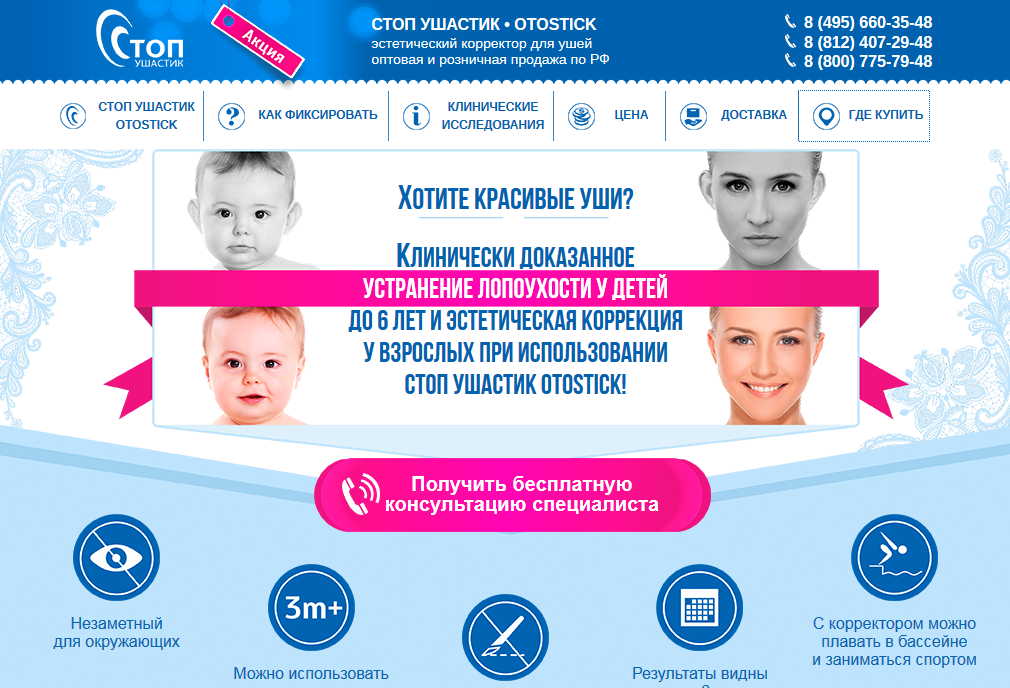 Стоп
УШАСТИК
Акция
СТОП УШАСТИК • OTOSTICK
эстетический корректор для ушей
оптовая и розничная продажа по РФ
8 (495) 660-35-48
8 (812) 407-29-48
8 (800) 775-79-48
СТОП УШАСТИК
OTOSTICK
КАК ФИКСИРОВАТЬ
КЛИНИЧЕСКИЕ
ИССЛЕДОВАНИЯ
ЦЕНА
ДОСТАВКА
ГДЕ КУПИТЬ
Хотите красивые уши?
Клинически доказанное
устранение лопоухости у детей
до 6 лет и эстетическая коррекция
у взрослых при использовании
Стоп Ушастик Otostick!
Получить бесплатную
консультацию специалиста
Незаметный
для окружающих
3m+
Можно использовать
Результаты видны
С корректором можно
плавать в бассейне
и заниматься спортом